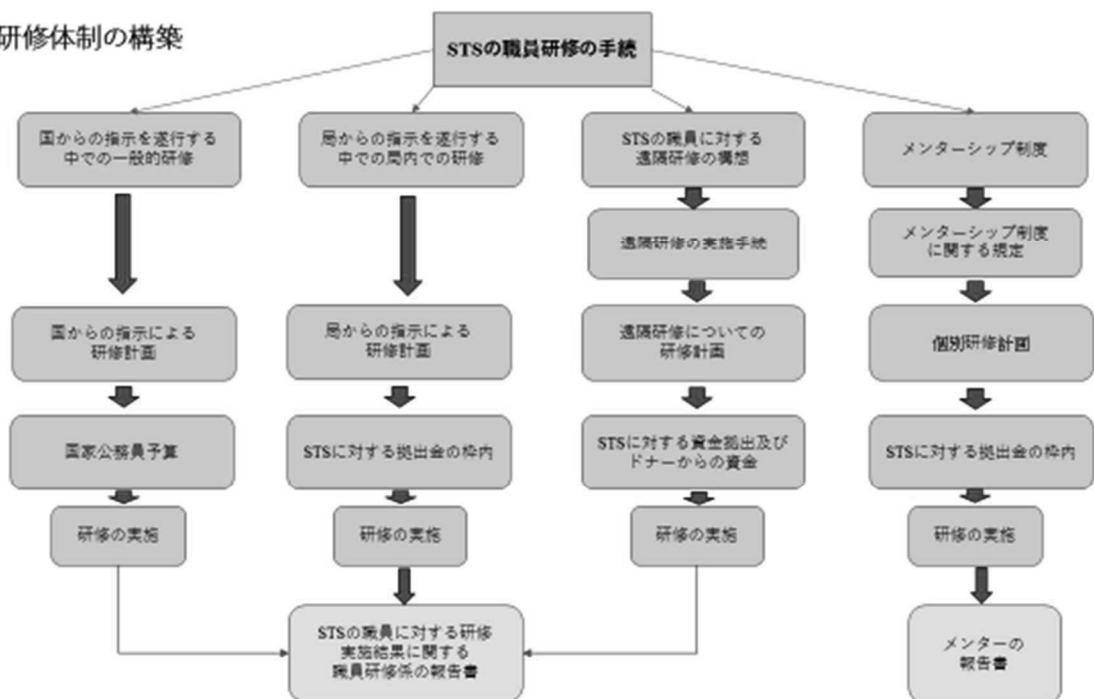 研修体制の構築
STSの職員研修の手続
国からの指示を遂行する
中での一般的研修
局からの指示を遂行する
中での局内での研修
STSの職員に対する
遠隔研修の構想
メンターシップ制度
遠隔研修の実施手続
メンターシップ制度
に関する規定
国からの指示による
研修計画
局からの指示による
研修計画
遠隔研修についての
研修計画
個別研修計画
国家公務員予算
STSに対する拠出金の枠内
STSに対する資金拠出及び
ドナーからの資金
STSに対する拠出金の枠内
研修の実施
研修の実施
研修の実施
研修の実施
STSの職員に対する研修
実施結果に関する
職員研修係の報告書
メンターの
報告書